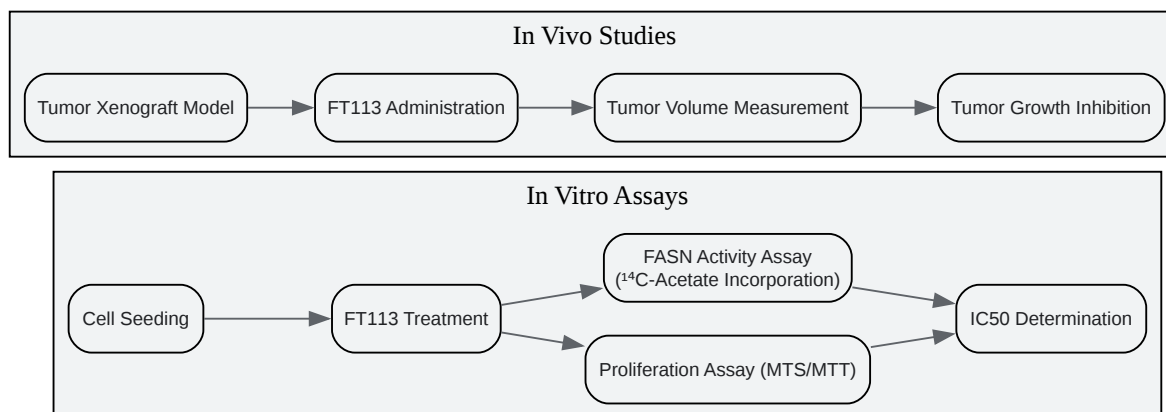 In Vivo Studies
Tumor Xenograft Model
FT113 Administration
Tumor Volume Measurement
Tumor Growth Inhibition
In Vitro Assays
Cell Seeding
FT113 Treatment
FASN Activity Assay
(¹⁴C-Acetate Incorporation)
Proliferation Assay (MTS/MTT)
IC50 Determination